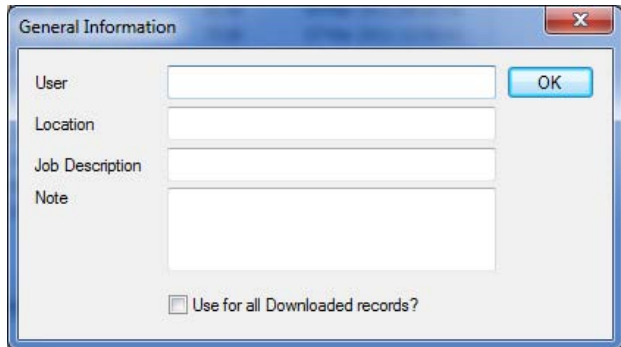 General Information
User
OK
Location
Job Description
Note
Use for all Downloaded records?